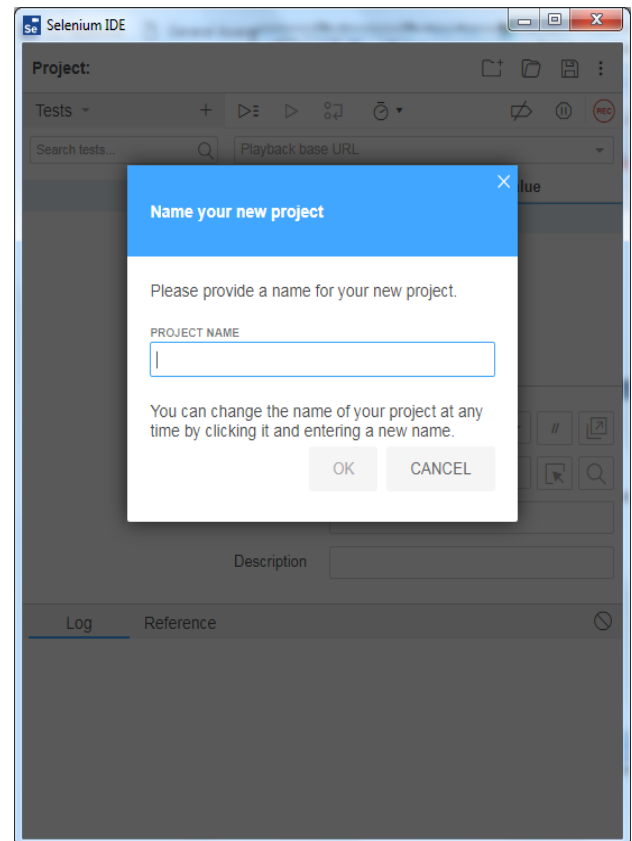 Se Selenium IDE
Project:
Tests
Search tests...
Playback base URL
REC
Name your new project
Please provide a name for your new project.
PROJECT NAME
You can change the name of your project at any
time by clicking it and entering a new name.
OK CANCEL
//
Description
Log Reference